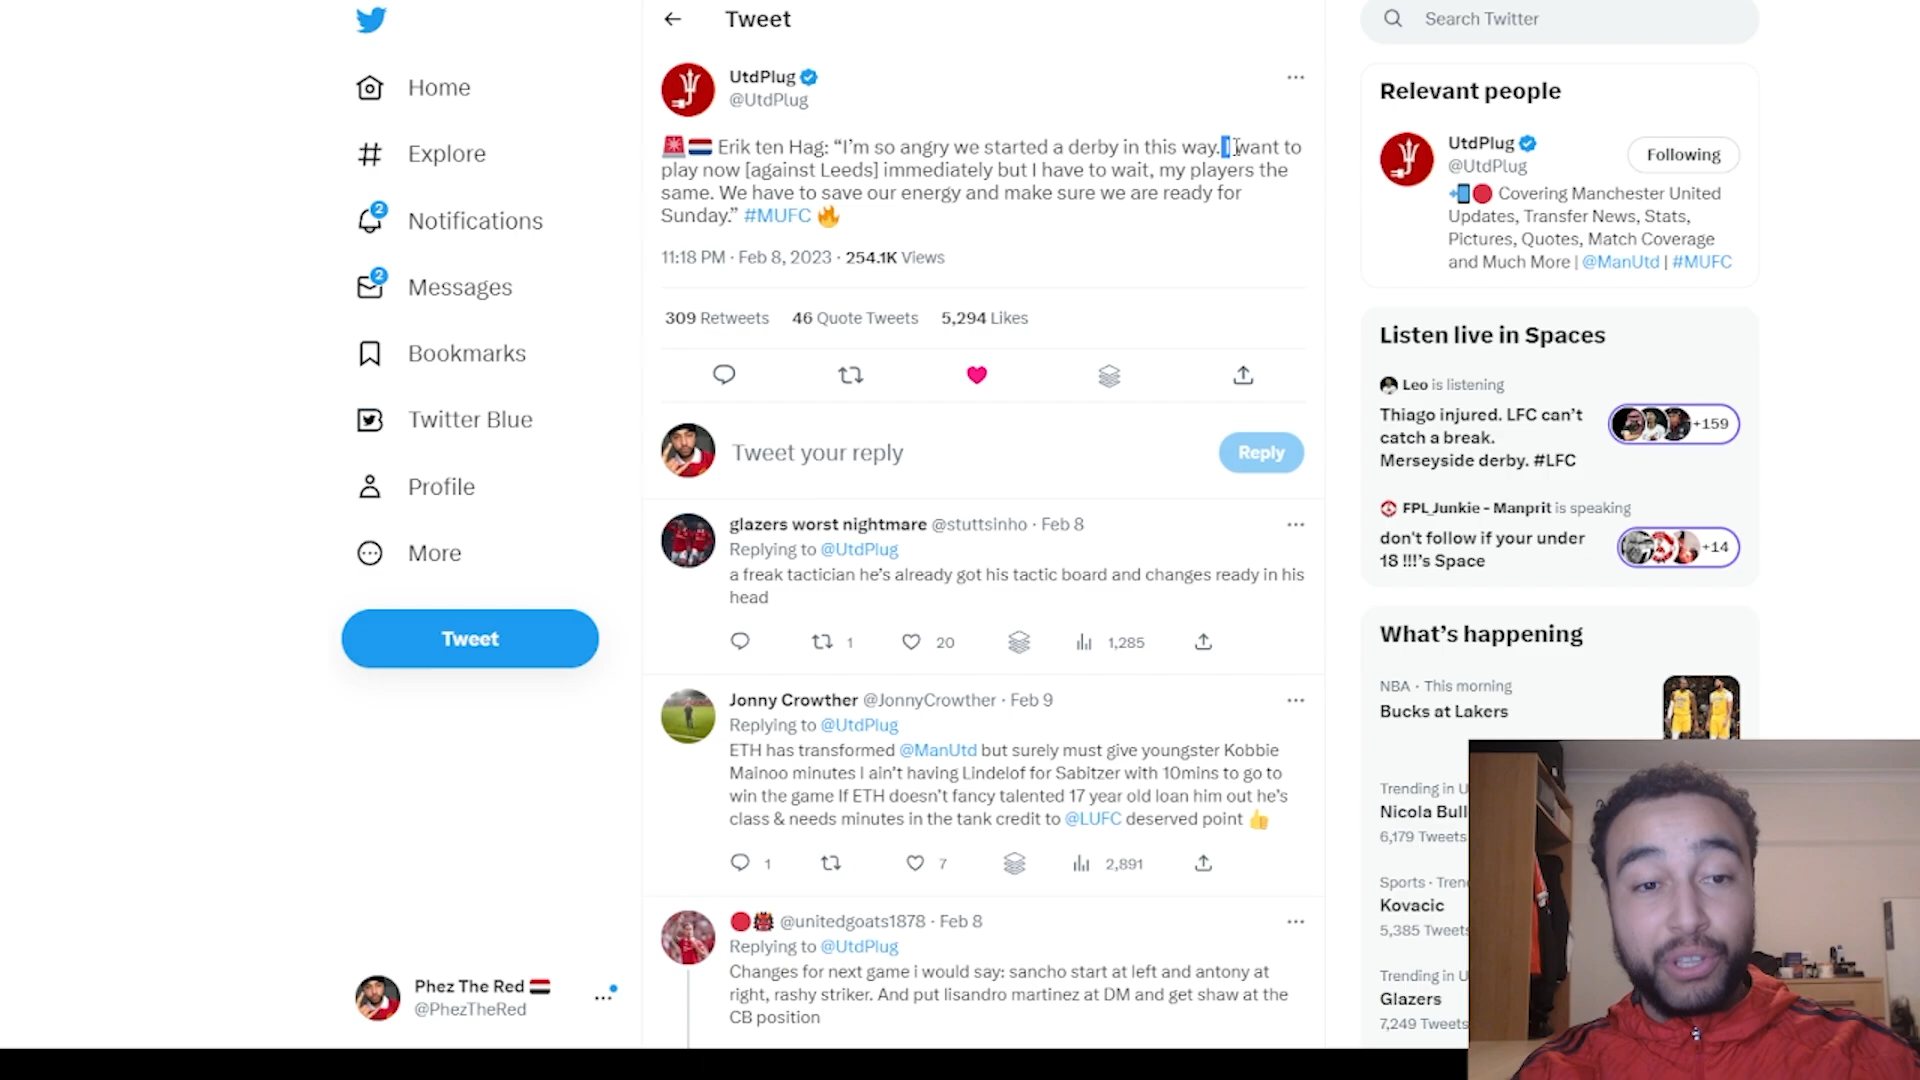 Home
Explore
2
Notifications
2
Messages
Bookmarks
Twitter Blue
Profile
More
Tweet
Phez The Red
@PhezTheRed
Tweet
UtdPlug
@UtdPlug
Erik ten Hag: “I’m so angry we started a derby in this way. I want to
play now [against Leeds] immediately but I have to wait, my players the
same. We have to save our energy and make sure we are ready for
Sunday.” #MUFC
11:18 PM · Feb 8, 2023 · 254.1K Views
309 Retweets 46 Quote Tweets 5,294 Likes
Tweet your reply
Reply
glazers worst nightmare @stuttsinho · Feb 8
Replying to @UtdPlug
a freak tactician he’s already got his tactic board and changes ready in his
head
1 20 1,285
Jonny Crowther @JonnyCrowther · Feb 9
Replying to @UtdPlug
ETH has transformed @ManUtd but surely must give youngster Kobbie
Mainoo minutes I ain’t having Lindelof for Sabitzer with 10mins to go to
win the game If ETH doesn’t fancy talented 17 year old loan him out he’s
class & needs minutes in the tank credit to @LUFC deserved point
1 7 2,891
@unitedgoats1878 · Feb 8
Replying to @UtdPlug
Changes for next game i would say: sancho start at left and antony at
right, rashy striker. And put lisandro martinez at DM and get shaw at the
CB position
Search Twitter
Relevant people
UtdPlug
@UtdPlug
Following
Covering Manchester United
Updates, Transfer News, Stats,
Pictures, Quotes, Match Coverage
and Much More | @ManUtd | #MUFC
Listen live in Spaces
Leo is listening
Thiago injured. LFC can’t
catch a break.
Merseyside derby. #LFC
+159
FPL_Junkie - Manprit is speaking
don't follow if your under
18 !!!’s Space
+14
What’s happening
NBA · This morning
Bucks at Lakers
Trending in U
Nicola Bull
6,179 Tweets
Sports · Tren
Kovacic
5,385 Tweets
Trending in U
Glazers
7,249 Tweets